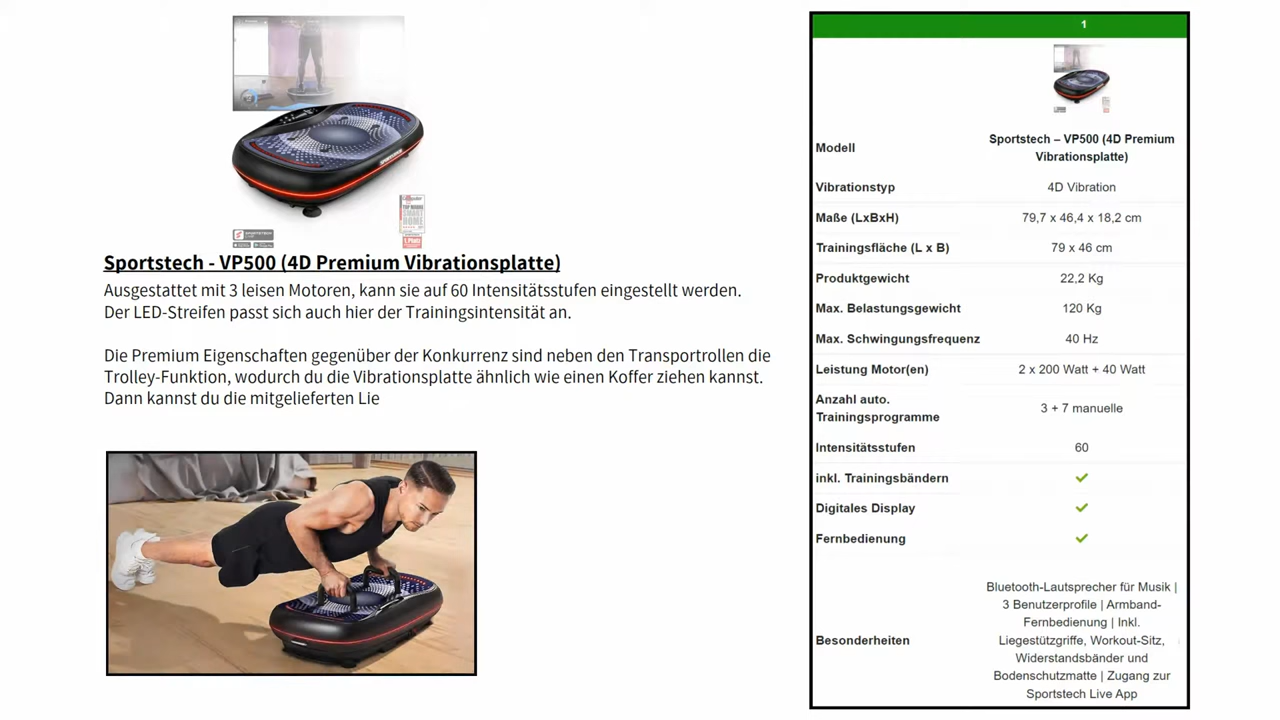 SPORTSTECH
Sportstech - VP500 (4D Premium Vibrationsplatte)
Ausgestattet mit 3 leisen Motoren, kann sie auf 60 Intensitätsstufen eingestellt werden.
Der LED-Streifen passt sich auch hier der Trainingsintensität an.
Die Premium Eigenschaften gegenüber der Konkurrenz sind neben den Transportrollen die
Trolley-Funktion, wodurch du die Vibrationsplatte ähnlich wie einen Koffer ziehen kannst.
Dann kannst du die mitgelieferten Lie
1
Modell
Sportstech – VP500 (4D Premium
Vibrationsplatte)
Vibrationstyp 4D Vibration
Maße (LxBxH) 79,7 x 46,4 x 18,2 cm
Trainingsfläche (L x B) 79 x 46 cm
Produktgewicht 22,2 Kg
Max. Belastungsgewicht 120 Kg
Max. Schwingungsfrequenz 40 Hz
Leistung Motor(en) 2 x 200 Watt + 40 Watt
Anzahl auto.
Trainingsprogramme
3 + 7 manuelle
Intensitätsstufen 60
inkl. Trainingsbändern
Digitales Display
Fernbedienung
Besonderheiten
Bluetooth-Lautsprecher für Musik |
3 Benutzerprofile | Armband-
Fernbedienung | Inkl.
Liegestützgriffe, Workout-Sitz,
Widerstandsbänder und
Bodenschutzmatte | Zugang zur
Sportstech Live App